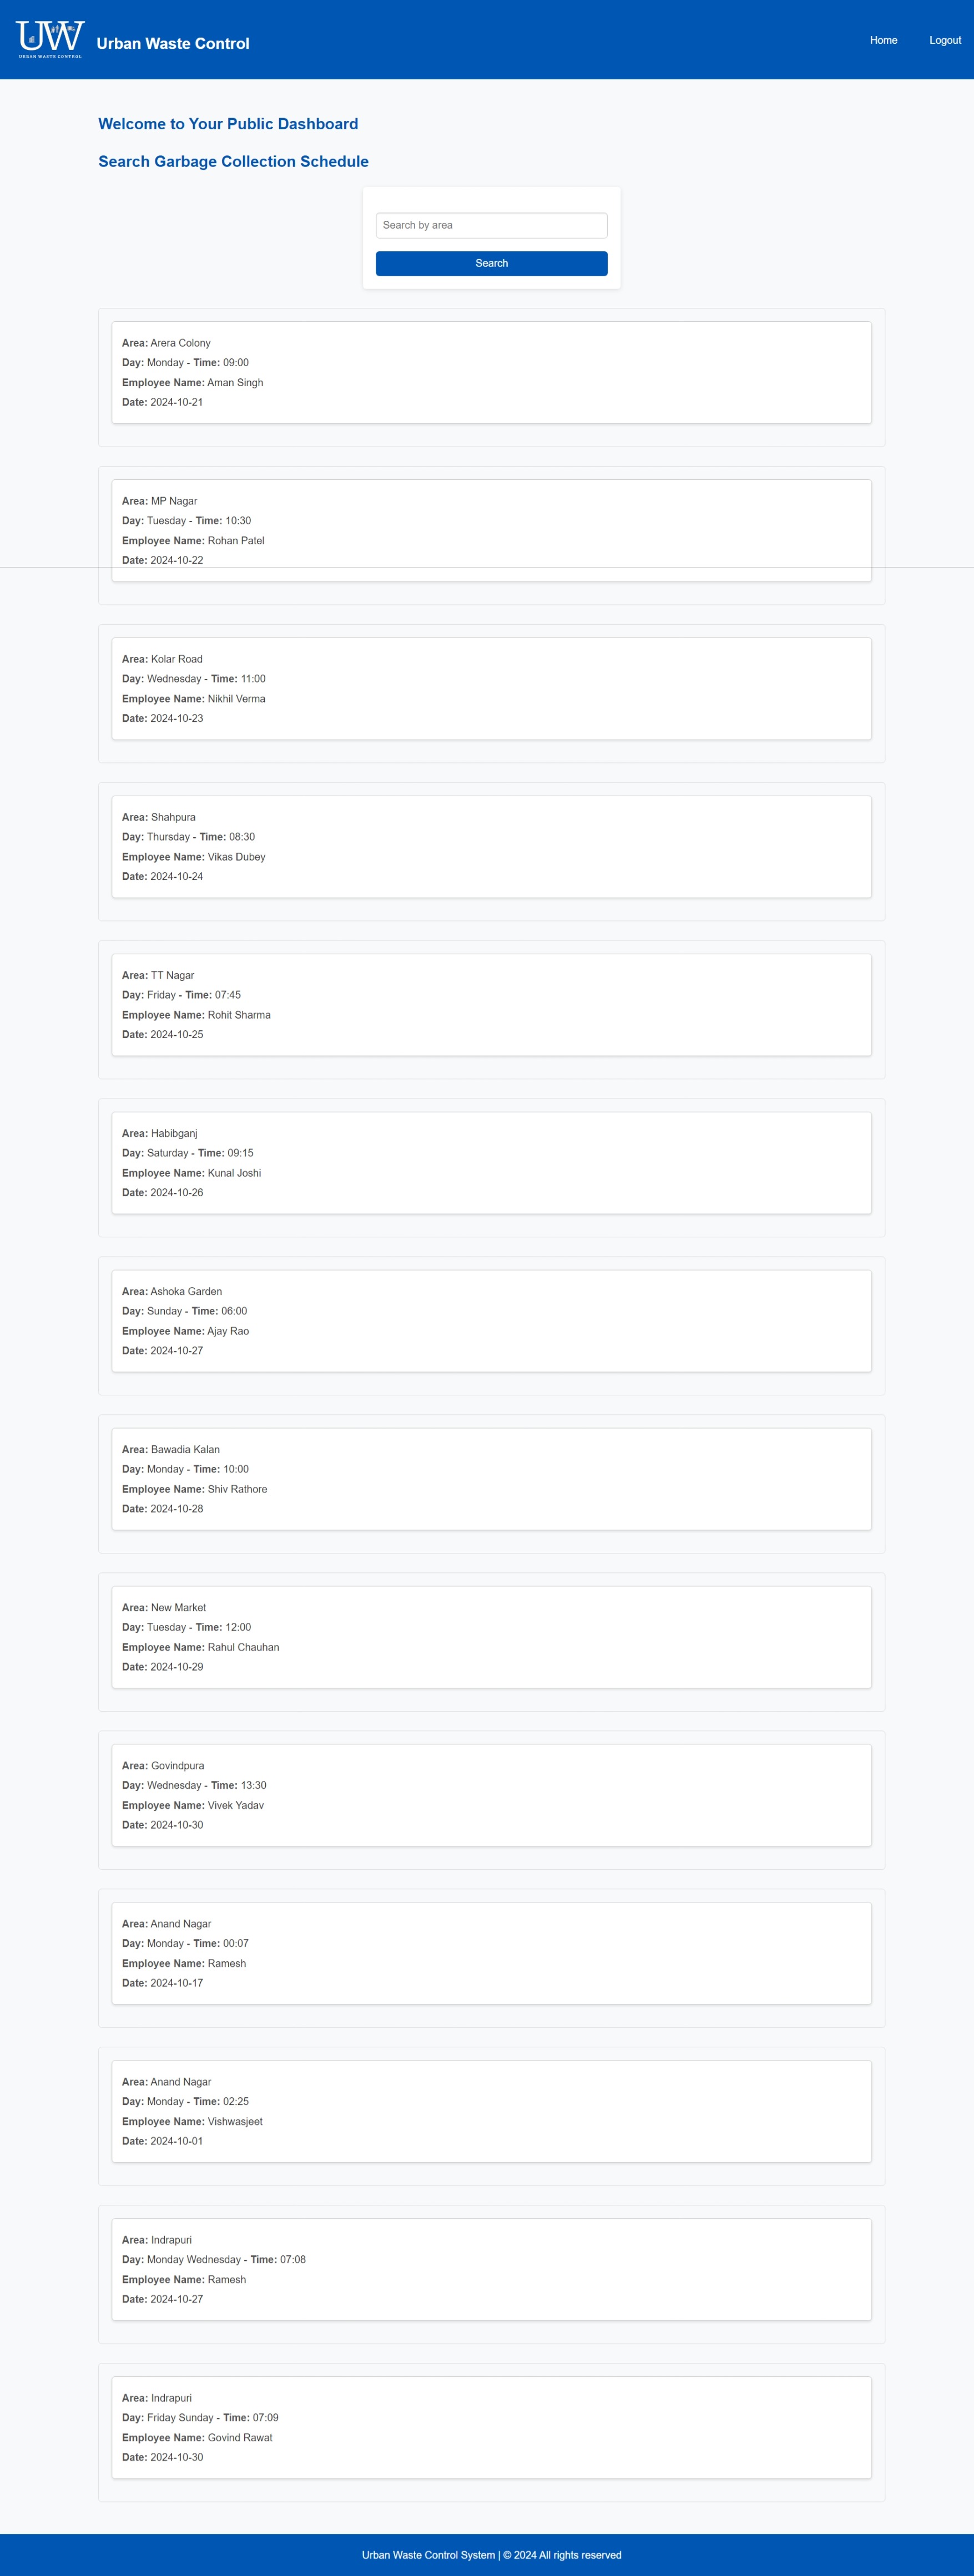 UW
URBAN WASTE CONTROL
Urban Waste Control
Home
Logout
Welcome to Your Public Dashboard
Search Garbage Collection Schedule
Search by area
Search
Area: Arera Colony
Day: Monday - Time: 09:00
Employee Name: Aman Singh
Date: 2024-10-21
Area: MP Nagar
Day: Tuesday - Time: 10:30
Employee Name: Rohan Patel
Date: 2024-10-22
Area: Kolar Road
Day: Wednesday - Time: 11:00
Employee Name: Nikhil Verma
Date: 2024-10-23
Area: Shahpura
Day: Thursday - Time: 08:30
Employee Name: Vikas Dubey
Date: 2024-10-24
Area: TT Nagar
Day: Friday - Time: 07:45
Employee Name: Rohit Sharma
Date: 2024-10-25
Area: Habibganj
Day: Saturday - Time: 09:15
Employee Name: Kunal Joshi
Date: 2024-10-26
Area: Ashoka Garden
Day: Sunday - Time: 06:00
Employee Name: Ajay Rao
Date: 2024-10-27
Area: Bawadia Kalan
Day: Monday - Time: 10:00
Employee Name: Shiv Rathore
Date: 2024-10-28
Area: New Market
Day: Tuesday - Time: 12:00
Employee Name: Rahul Chauhan
Date: 2024-10-29
Area: Govindpura
Day: Wednesday - Time: 13:30
Employee Name: Vivek Yadav
Date: 2024-10-30
Area: Anand Nagar
Day: Monday - Time: 00:07
Employee Name: Ramesh
Date: 2024-10-17
Area: Anand Nagar
Day: Monday - Time: 02:25
Employee Name: Vishwasjeet
Date: 2024-10-01
Area: Indrapuri
Day: Monday Wednesday - Time: 07:08
Employee Name: Ramesh
Date: 2024-10-27
Area: Indrapuri
Day: Friday Sunday - Time: 07:09
Employee Name: Govind Rawat
Date: 2024-10-30
Urban Waste Control System | © 2024 All rights reserved